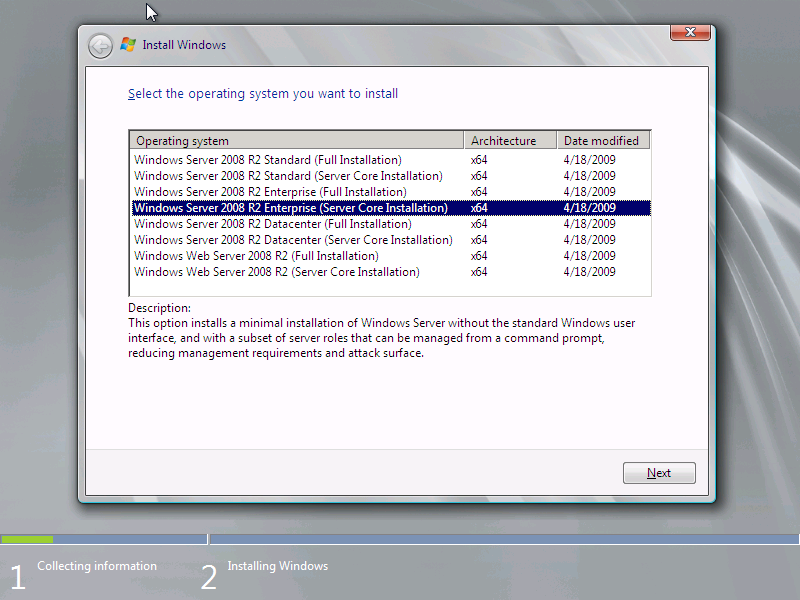 Install Windows
Select the operating system you want to install
Operating system Architecture Date modified
Windows Server 2008 R2 Standard (Full Installation) x64 4/18/2009
Windows Server 2008 R2 Standard (Server Core Installation) x64 4/18/2009
Windows Server 2008 R2 Enterprise (Full Installation) x64 4/18/2009
Windows Server 2008 R2 Enterprise (Server Core Installation) x64 4/18/2009
Windows Server 2008 R2 Datacenter (Full Installation) x64 4/18/2009
Windows Server 2008 R2 Datacenter (Server Core Installation) x64 4/18/2009
Windows Web Server 2008 R2 (Full Installation) x64 4/18/2009
Windows Web Server 2008 R2 (Server Core Installation) x64 4/18/2009
Description:
This option installs a minimal installation of Windows Server without the standard Windows user
interface, and with a subset of server roles that can be managed from a command prompt,
reducing management requirements and attack surface.
Next
1 Collecting information 2 Installing Windows